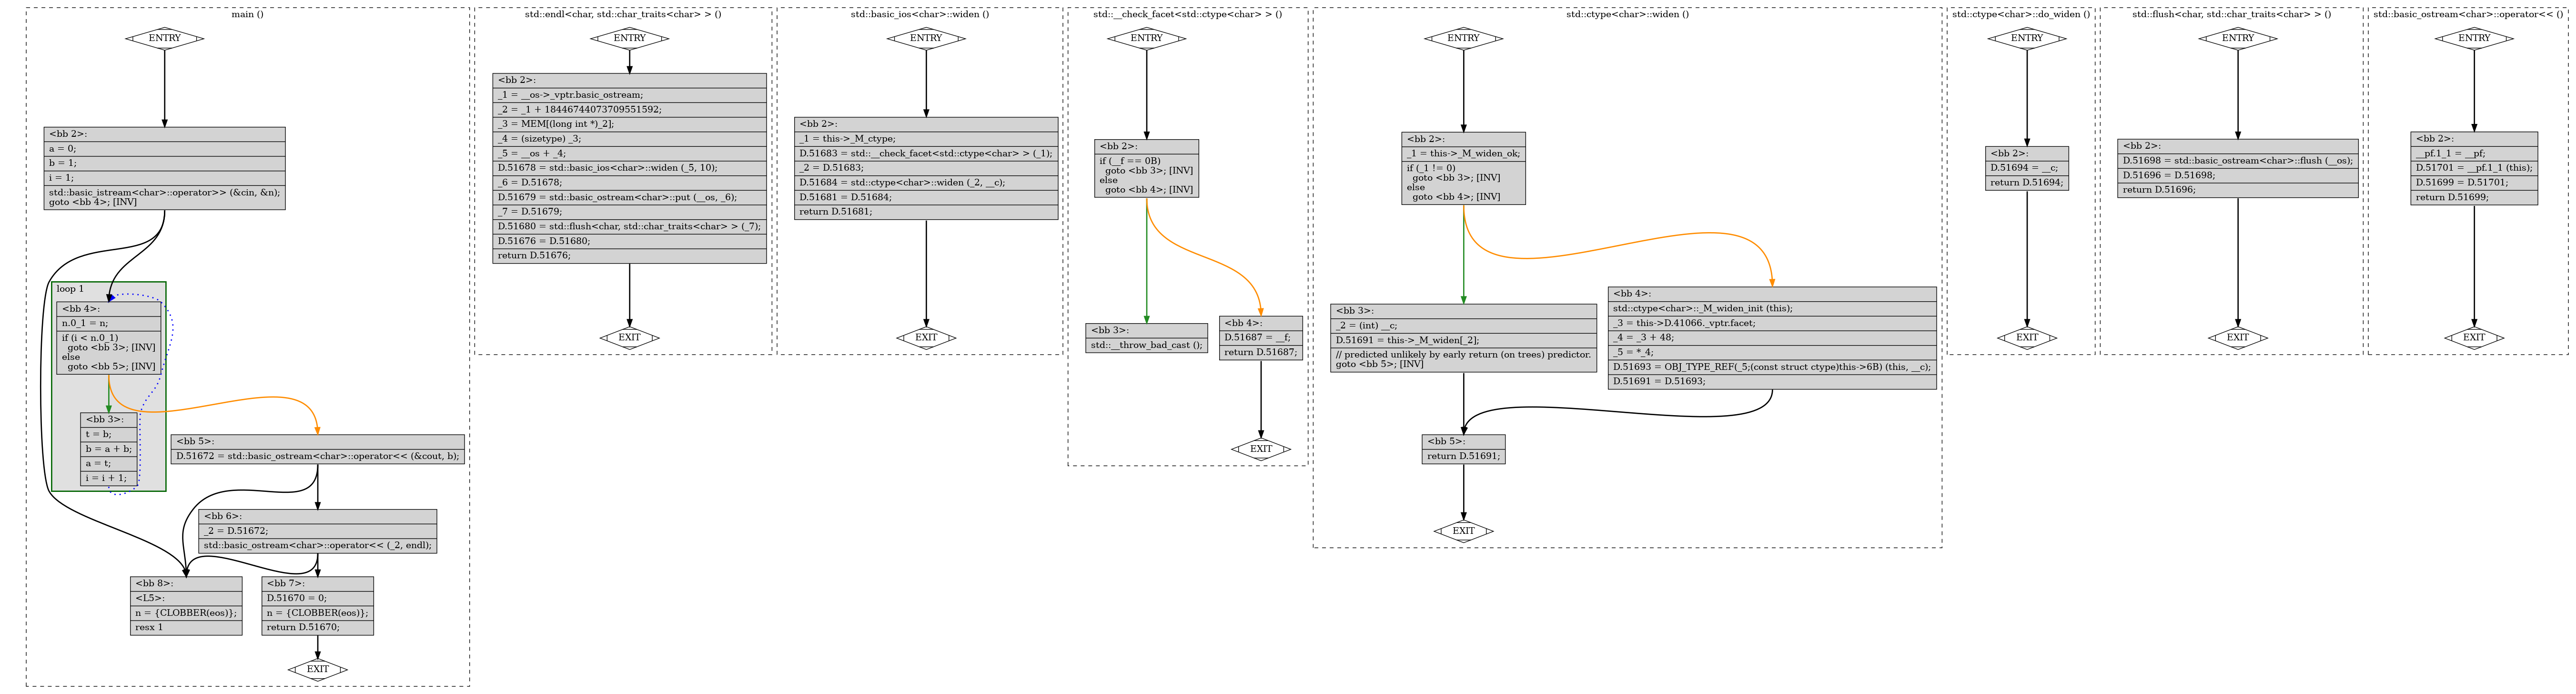 main ()
ENTRY
<bb 2>:
a = 0;
b = 1;
i = 1;
std::basic_istream<char>::operator>> (&cin, &n);
goto <bb 4>; [INV]
loop 1
<bb 4>:
n.0_1 = n;
if (i < n.0_1)
goto <bb 3>; [INV]
else
goto <bb 5>; [INV]
<bb 3>:
t = b;
b = a + b;
a = t;
i = i + 1;
<bb 5>:
D.51672 = std::basic_ostream<char>::operator<< (&cout, b);
<bb 6>:
_2 = D.51672;
std::basic_ostream<char>::operator<< (_2, endl);
<bb 8>:
<L5>:
n = {CLOBBER(eos)};
resx 1
<bb 7>:
D.51670 = 0;
n = {CLOBBER(eos)};
return D.51670;
EXIT
std::endl<char, std::char_traits<char> > ()
ENTRY
<bb 2>:
_1 = __os->_vptr.basic_ostream;
_2 = _1 + 18446744073709551592;
_3 = MEM[(long int *)_2];
_4 = (sizetype) _3;
_5 = __os + _4;
D.51678 = std::basic_ios<char>::widen (_5, 10);
_6 = D.51678;
D.51679 = std::basic_ostream<char>::put (__os, _6);
_7 = D.51679;
D.51680 = std::flush<char, std::char_traits<char> > (_7);
D.51676 = D.51680;
return D.51676;
EXIT
std::basic_ios<char>::widen ()
ENTRY
<bb 2>:
_1 = this->_M_ctype;
D.51683 = std::__check_facet<std::ctype<char> > (_1);
_2 = D.51683;
D.51684 = std::ctype<char>::widen (_2, __c);
D.51681 = D.51684;
return D.51681;
EXIT
std::__check_facet<std::ctype<char> > ()
ENTRY
<bb 2>:
if (__f == 0B)
goto <bb 3>; [INV]
else
goto <bb 4>; [INV]
<bb 3>:
std::__throw_bad_cast ();
<bb 4>:
D.51687 = __f;
return D.51687;
EXIT
std::ctype<char>::widen ()
ENTRY
<bb 2>:
_1 = this->_M_widen_ok;
if (_1 != 0)
goto <bb 3>; [INV]
else
goto <bb 4>; [INV]
<bb 3>:
_2 = (int) __c;
D.51691 = this->_M_widen[_2];
// predicted unlikely by early return (on trees) predictor.
goto <bb 5>; [INV]
<bb 4>:
std::ctype<char>::_M_widen_init (this);
_3 = this->D.41066._vptr.facet;
_4 = _3 + 48;
_5 = *_4;
D.51693 = OBJ_TYPE_REF(_5;(const struct ctype)this->6B) (this, __c);
D.51691 = D.51693;
<bb 5>:
return D.51691;
EXIT
std::ctype<char>::do_widen ()
ENTRY
<bb 2>:
D.51694 = __c;
return D.51694;
EXIT
std::flush<char, std::char_traits<char> > ()
ENTRY
<bb 2>:
D.51698 = std::basic_ostream<char>::flush (__os);
D.51696 = D.51698;
return D.51696;
EXIT
std::basic_ostream<char>::operator<< ()
ENTRY
<bb 2>:
__pf.1_1 = __pf;
D.51701 = __pf.1_1 (this);
D.51699 = D.51701;
return D.51699;
EXIT